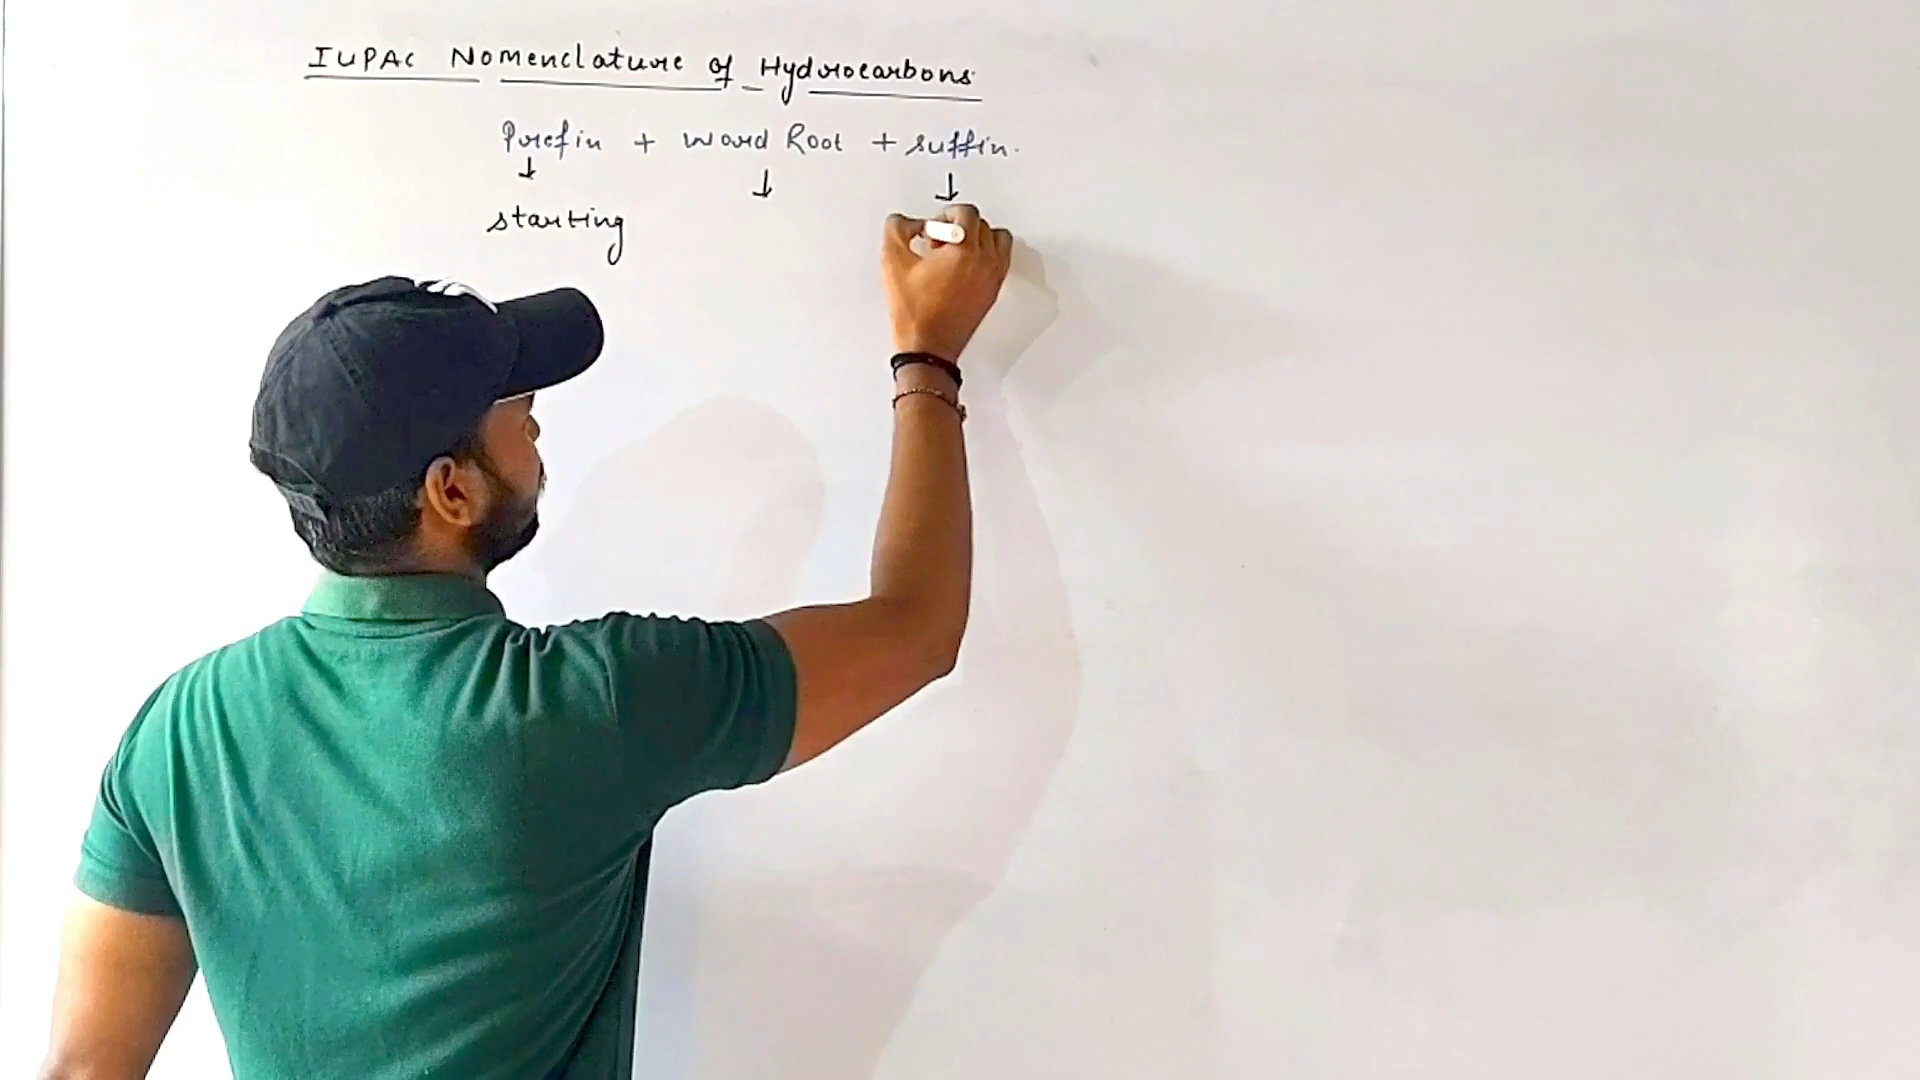 IUPAC Nomenclature of Hydrocarbons
Prefix + word Root + suffix.
↓ ↓ ↓
starting